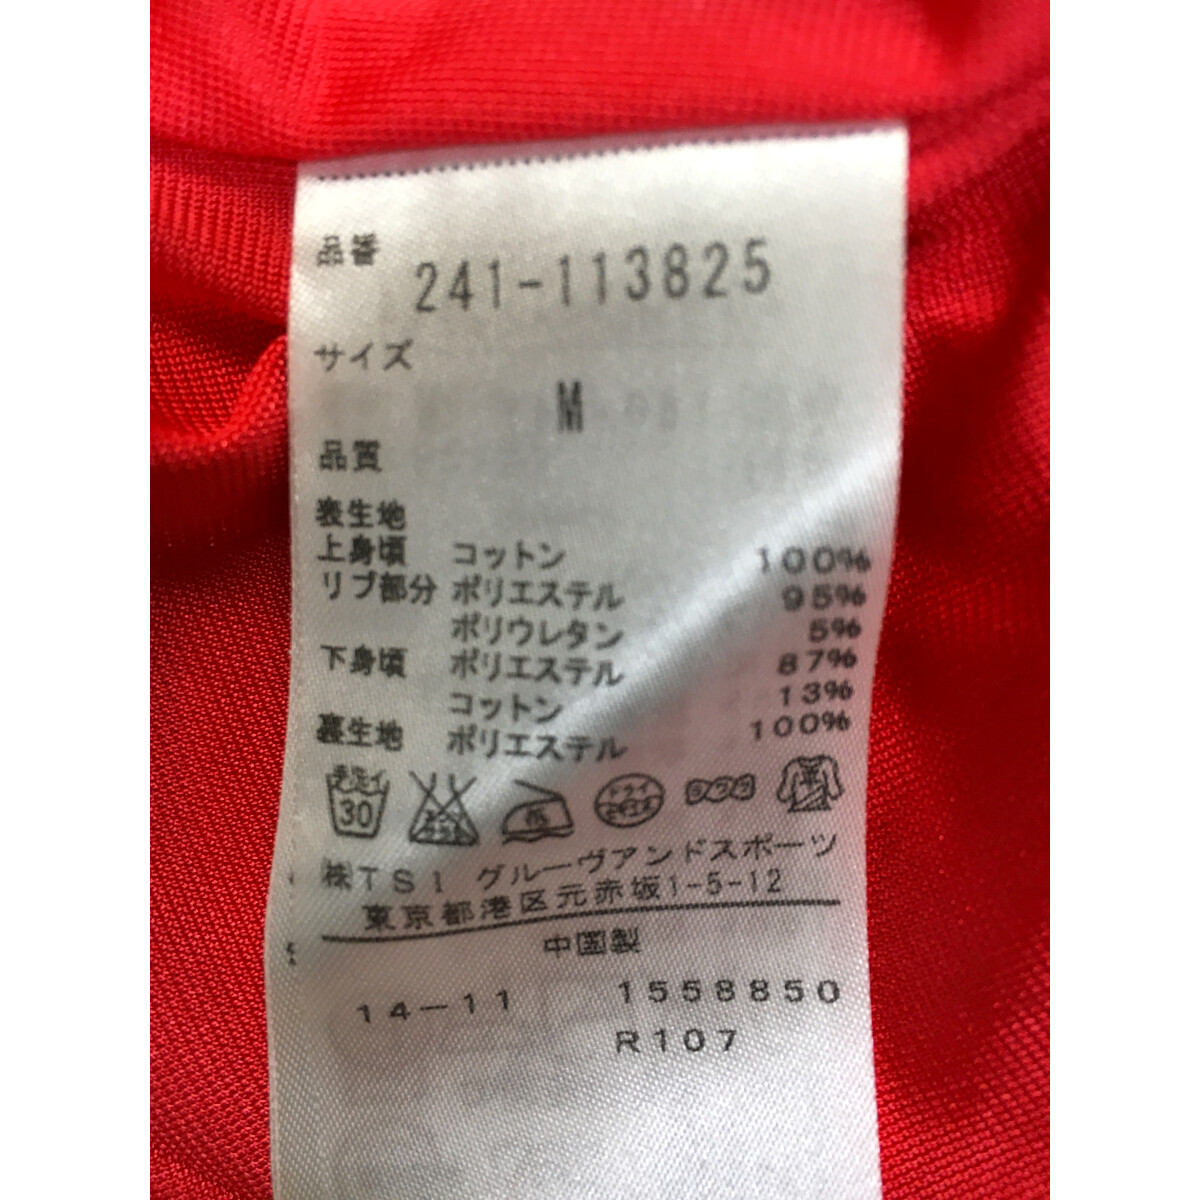 品番
241-113825
サイズ
M
品質
表生地
上身頃 コットン 100%
リブ部分 ポリエステル 95%
ポリウレタン 5%
下身頃 ポリエステル 87%
コットン 13%
裏生地 ポリエステル 100%
30
ドライ
㈱TSI グルーヴアンドスポーツ
東京都港区元赤坂1-5-12
中国製
14-11 1558850
R107